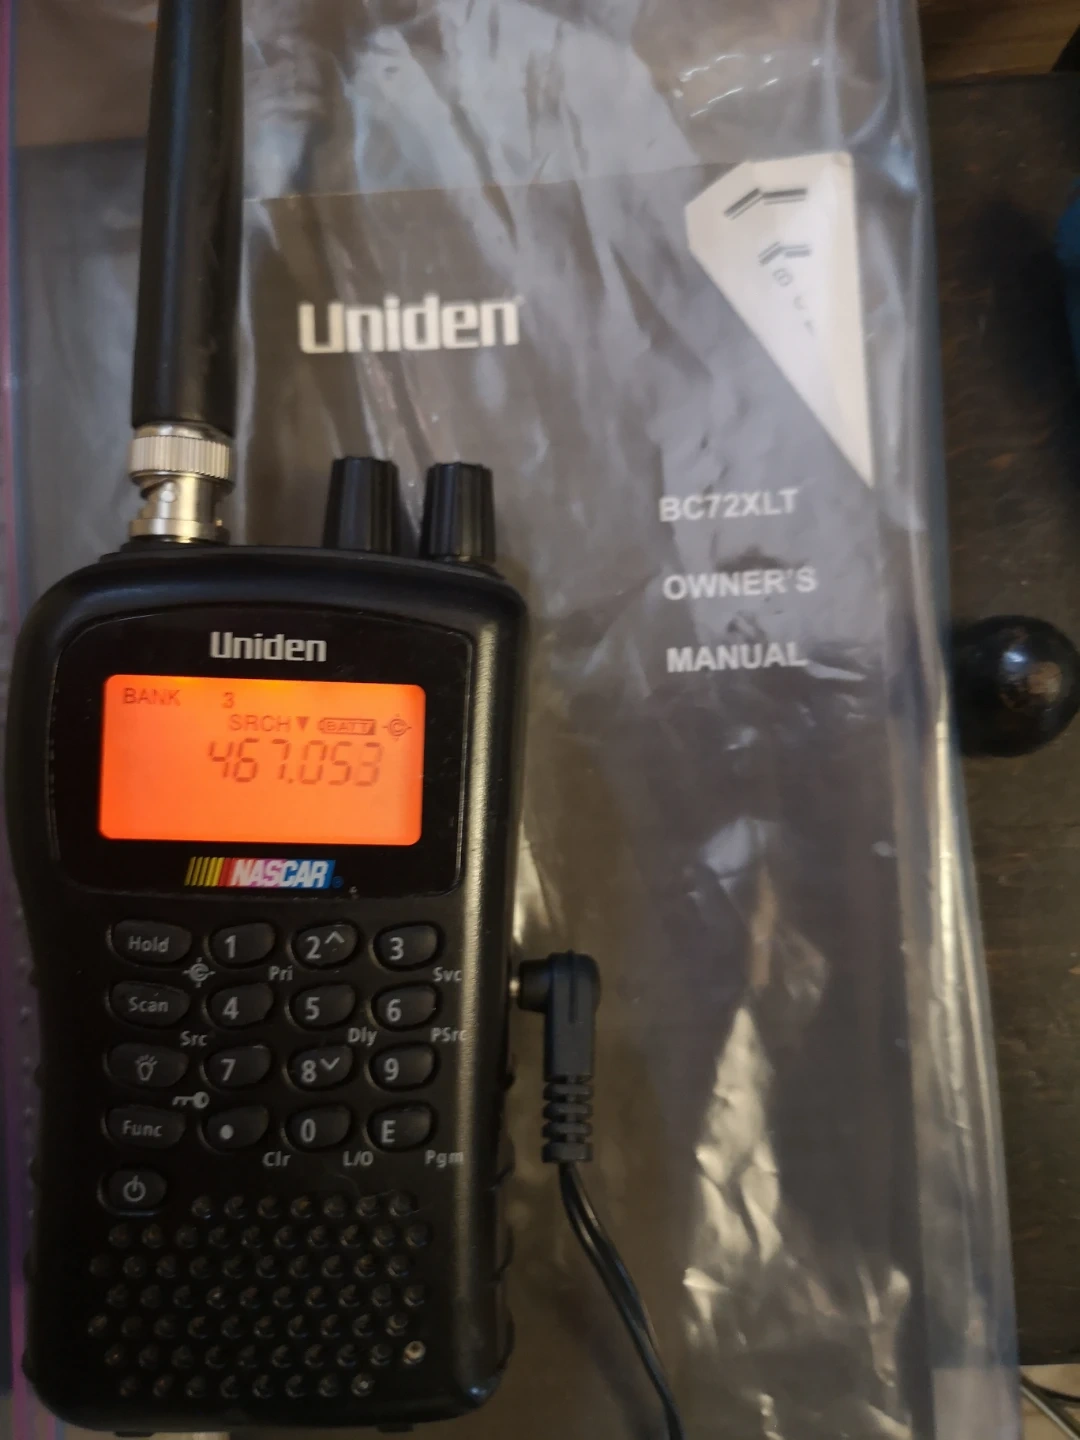 Uniden
BC72XLT
OWNER'S
MANUAL
Uniden
BANK 3
SRCH▼ BATT C
467.053
NASCAR
Hold 1 2^ 3
C Pri Svc
Scan 4 5 6
Src Dly PSrc
7 8⌄ 9
Func . 0 E
Clr L/O Pgm